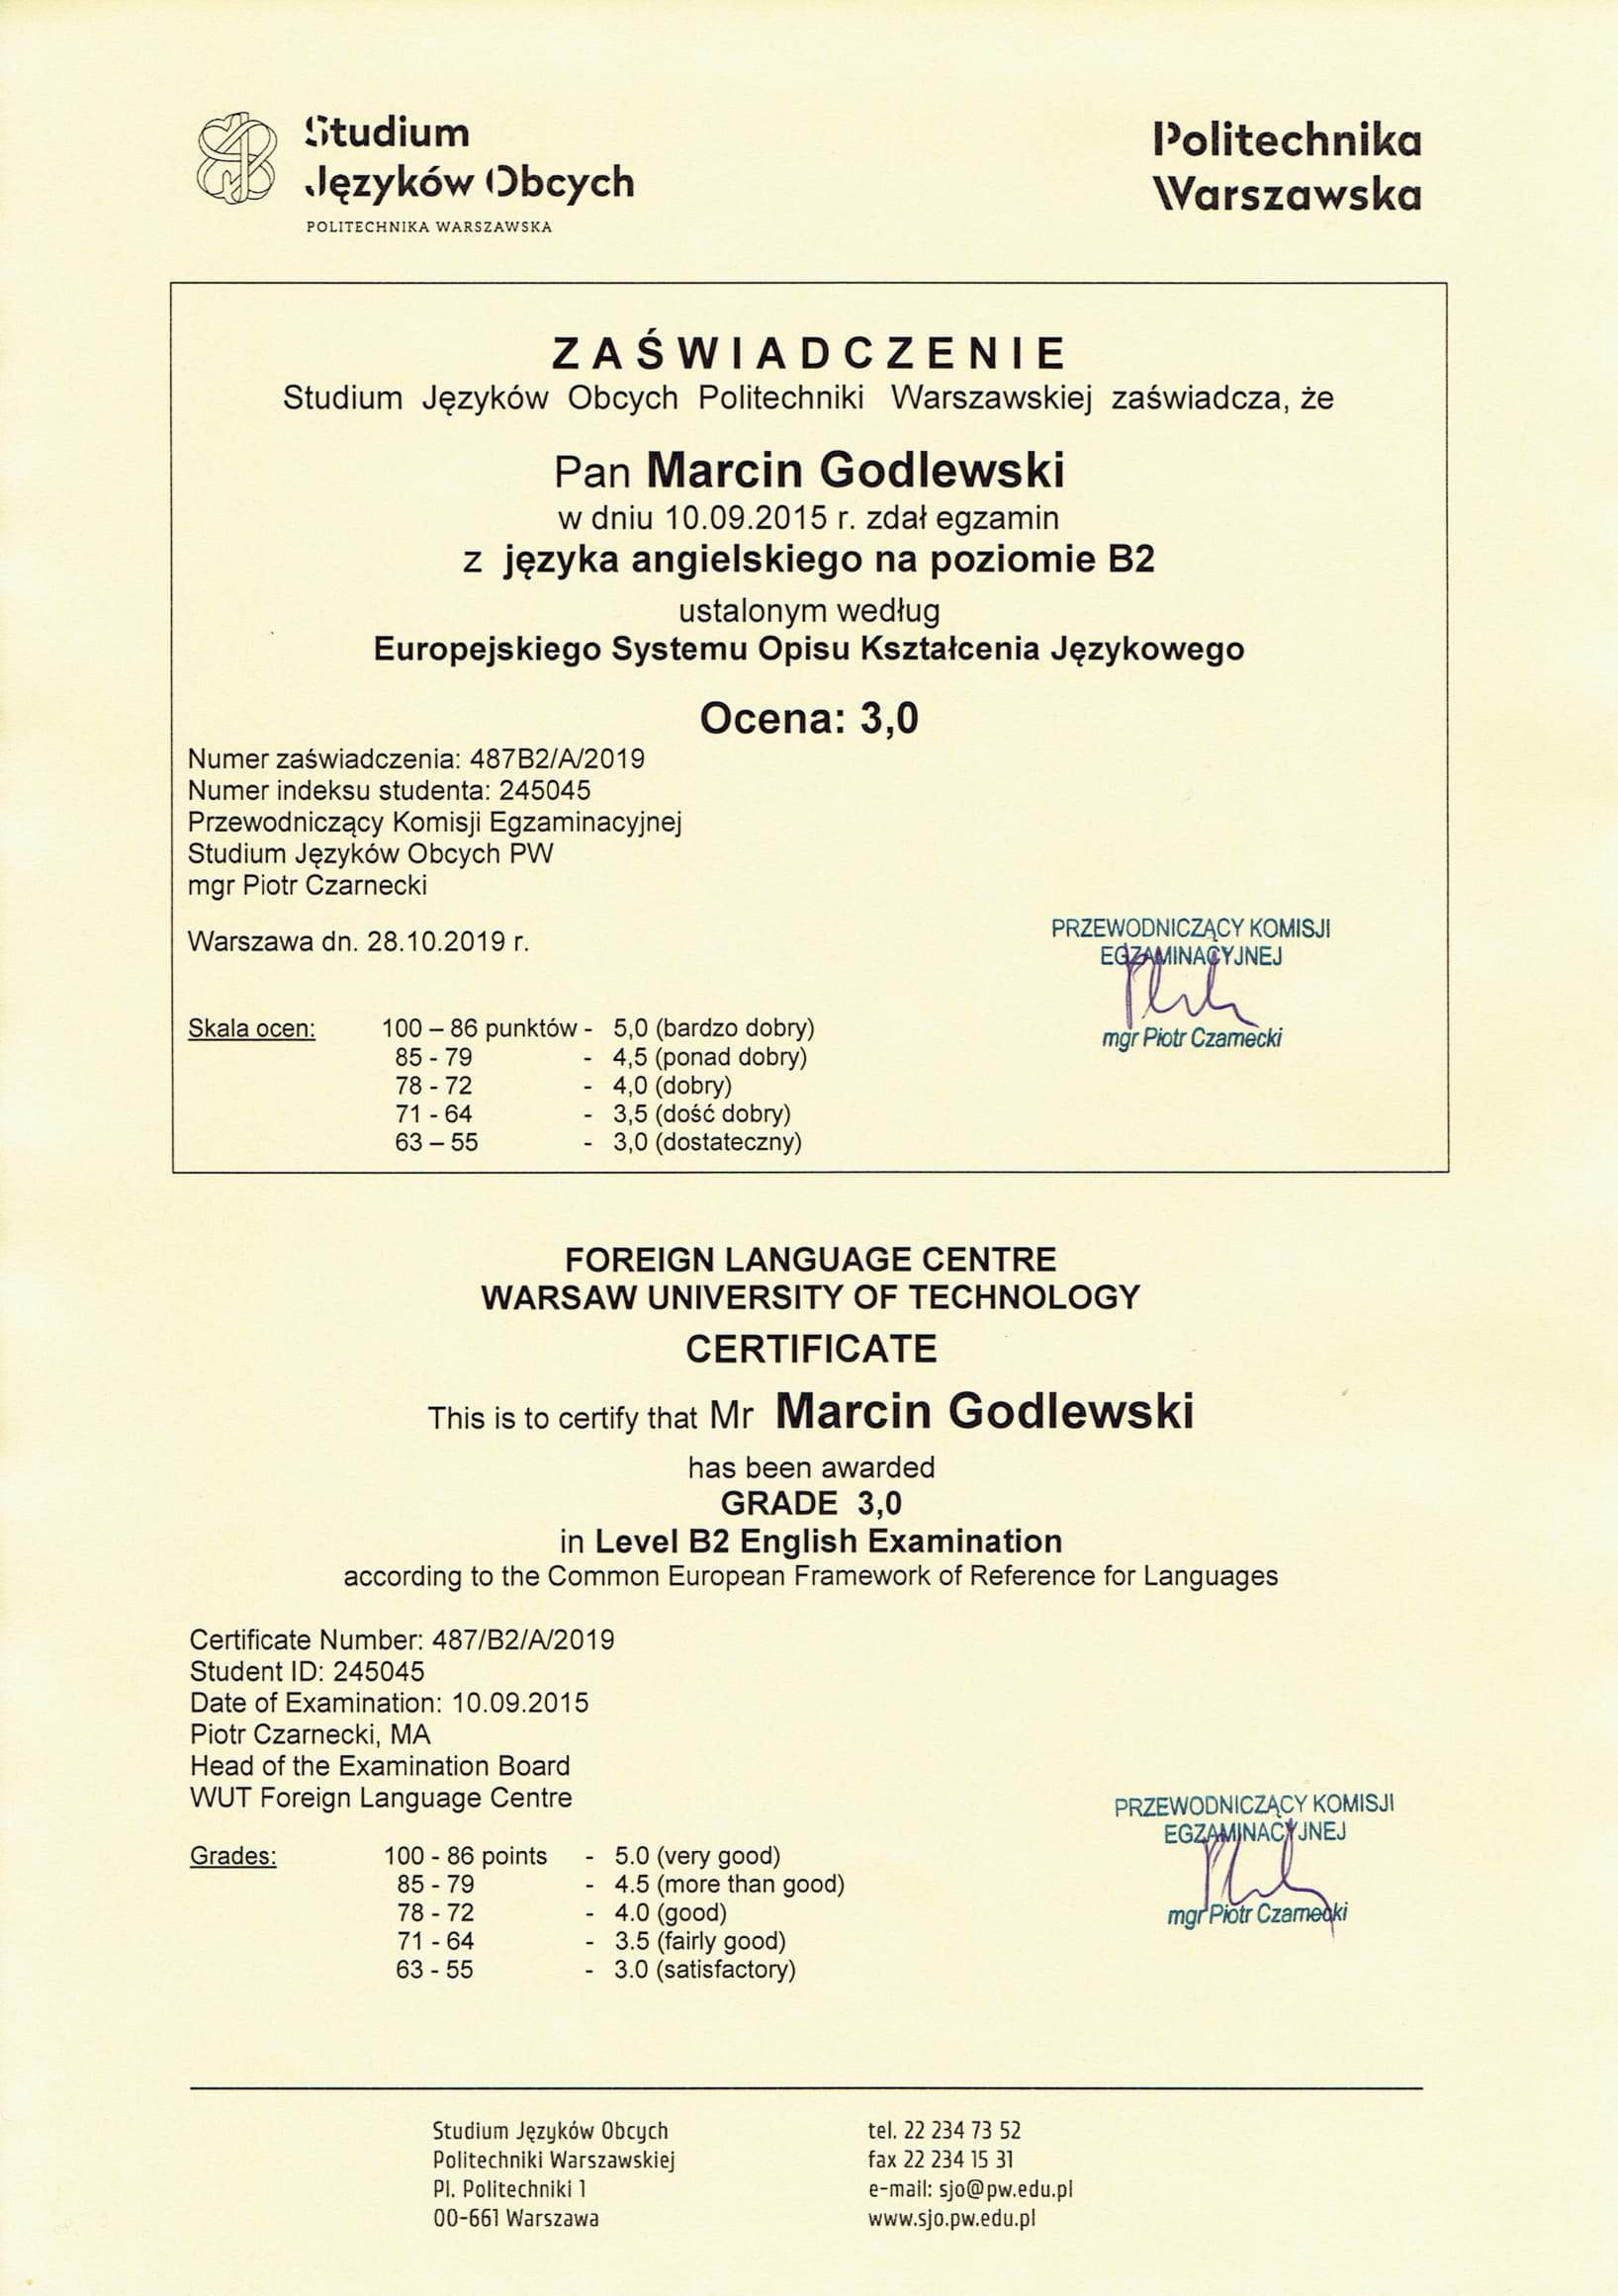 Studium
Języków Obcych
POLITECHNIKA WARSZAWSKA
Politechnika
Warszawska
ZAŚWIADCZENIE
Studium Języków Obcych Politechniki Warszawskiej zaświadcza, że
Pan Marcin Godlewski
w dniu 10.09.2015 r. zdał egzamin
z języka angielskiego na poziomie B2
ustalonym według
Europejskiego Systemu Opisu Kształcenia Językowego
Ocena: 3,0
Numer zaświadczenia: 487B2/A/2019
Numer indeksu studenta: 245045
Przewodniczący Komisji Egzaminacyjnej
Studium Języków Obcych PW
mgr Piotr Czarnecki
Warszawa dn. 28.10.2019 r.
PRZEWODNICZĄCY KOMISJI
EGZAMINACYJNEJ
mgr Piotr Czarnecki
Skala ocen: 100 – 86 punktów - 5,0 (bardzo dobry)
85 - 79 - 4,5 (ponad dobry)
78 - 72 - 4,0 (dobry)
71 - 64 - 3,5 (dość dobry)
63 – 55 - 3,0 (dostateczny)
FOREIGN LANGUAGE CENTRE
WARSAW UNIVERSITY OF TECHNOLOGY
CERTIFICATE
This is to certify that Mr Marcin Godlewski
has been awarded
GRADE 3,0
in Level B2 English Examination
according to the Common European Framework of Reference for Languages
Certificate Number: 487/B2/A/2019
Student ID: 245045
Date of Examination: 10.09.2015
Piotr Czarnecki, MA
Head of the Examination Board
WUT Foreign Language Centre
PRZEWODNICZĄCY KOMISJI
EGZAMINACYJNEJ
mgr Piotr Czarnecki
Grades: 100 - 86 points - 5.0 (very good)
85 - 79 - 4.5 (more than good)
78 - 72 - 4.0 (good)
71 - 64 - 3.5 (fairly good)
63 - 55 - 3.0 (satisfactory)
Studium Języków Obcych
Politechniki Warszawskiej
Pl. Politechniki 1
00-661 Warszawa
tel. 22 234 73 52
fax 22 234 15 31
e-mail: sjo@pw.edu.pl
www.sjo.pw.edu.pl